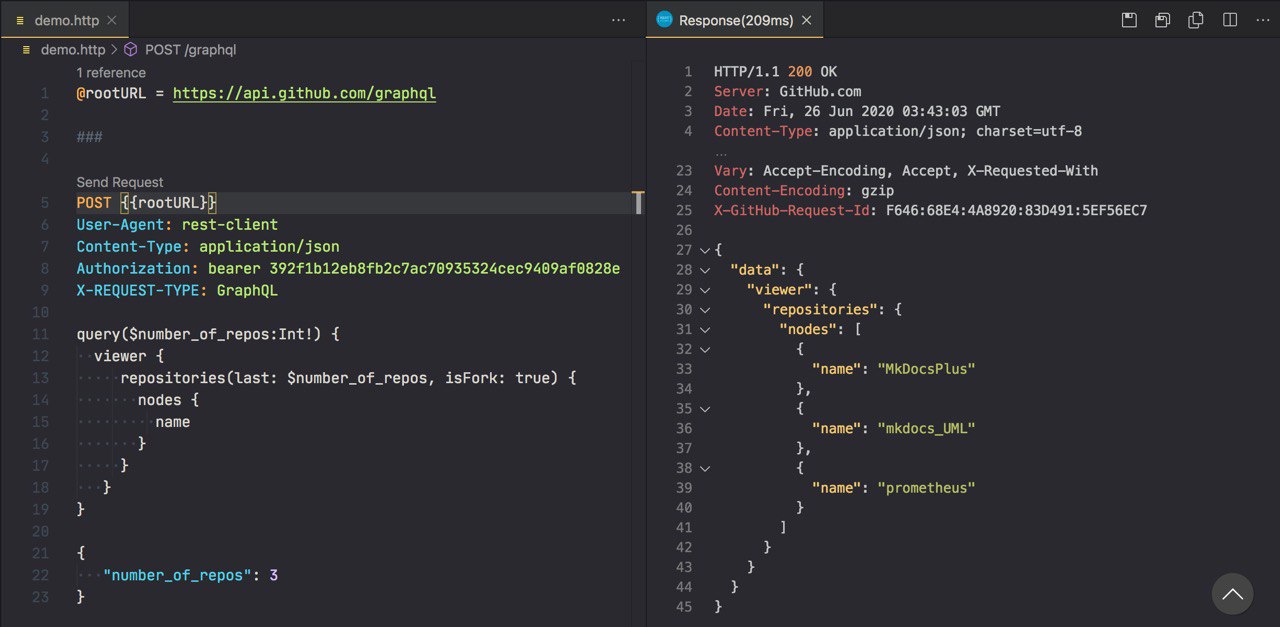 demo.http
demo.http > POST /graphql
1 reference
1 @rootURL = https://api.github.com/graphql
2
3 ###
4
Send Request
5 POST {{rootURL}}
6 User-Agent: rest-client
7 Content-Type: application/json
8 Authorization: bearer 392f1b12eb8fb2c7ac70935324cec9409af0828e
9 X-REQUEST-TYPE: GraphQL
10
11 query($number_of_repos:Int!) {
12   viewer {
13      repositories(last: $number_of_repos, isFork: true) {
14        nodes {
15          name
16        }
17      }
18    }
19 }
20
21 {
22    "number_of_repos": 3
23 }
Response(209ms)
1 HTTP/1.1 200 OK
2 Server: GitHub.com
3 Date: Fri, 26 Jun 2020 03:43:03 GMT
4 Content-Type: application/json; charset=utf-8
...
23 Vary: Accept-Encoding, Accept, X-Requested-With
24 Content-Encoding: gzip
25 X-GitHub-Request-Id: F646:68E4:4A8920:83D491:5EF56EC7
26
27 {
28   "data": {
29     "viewer": {
30       "repositories": {
31         "nodes": [
32           {
33             "name": "MkDocsPlus"
34           },
35           {
36             "name": "mkdocs_UML"
37           },
38           {
39             "name": "prometheus"
40           }
41         ]
42       }
43     }
44   }
45 }